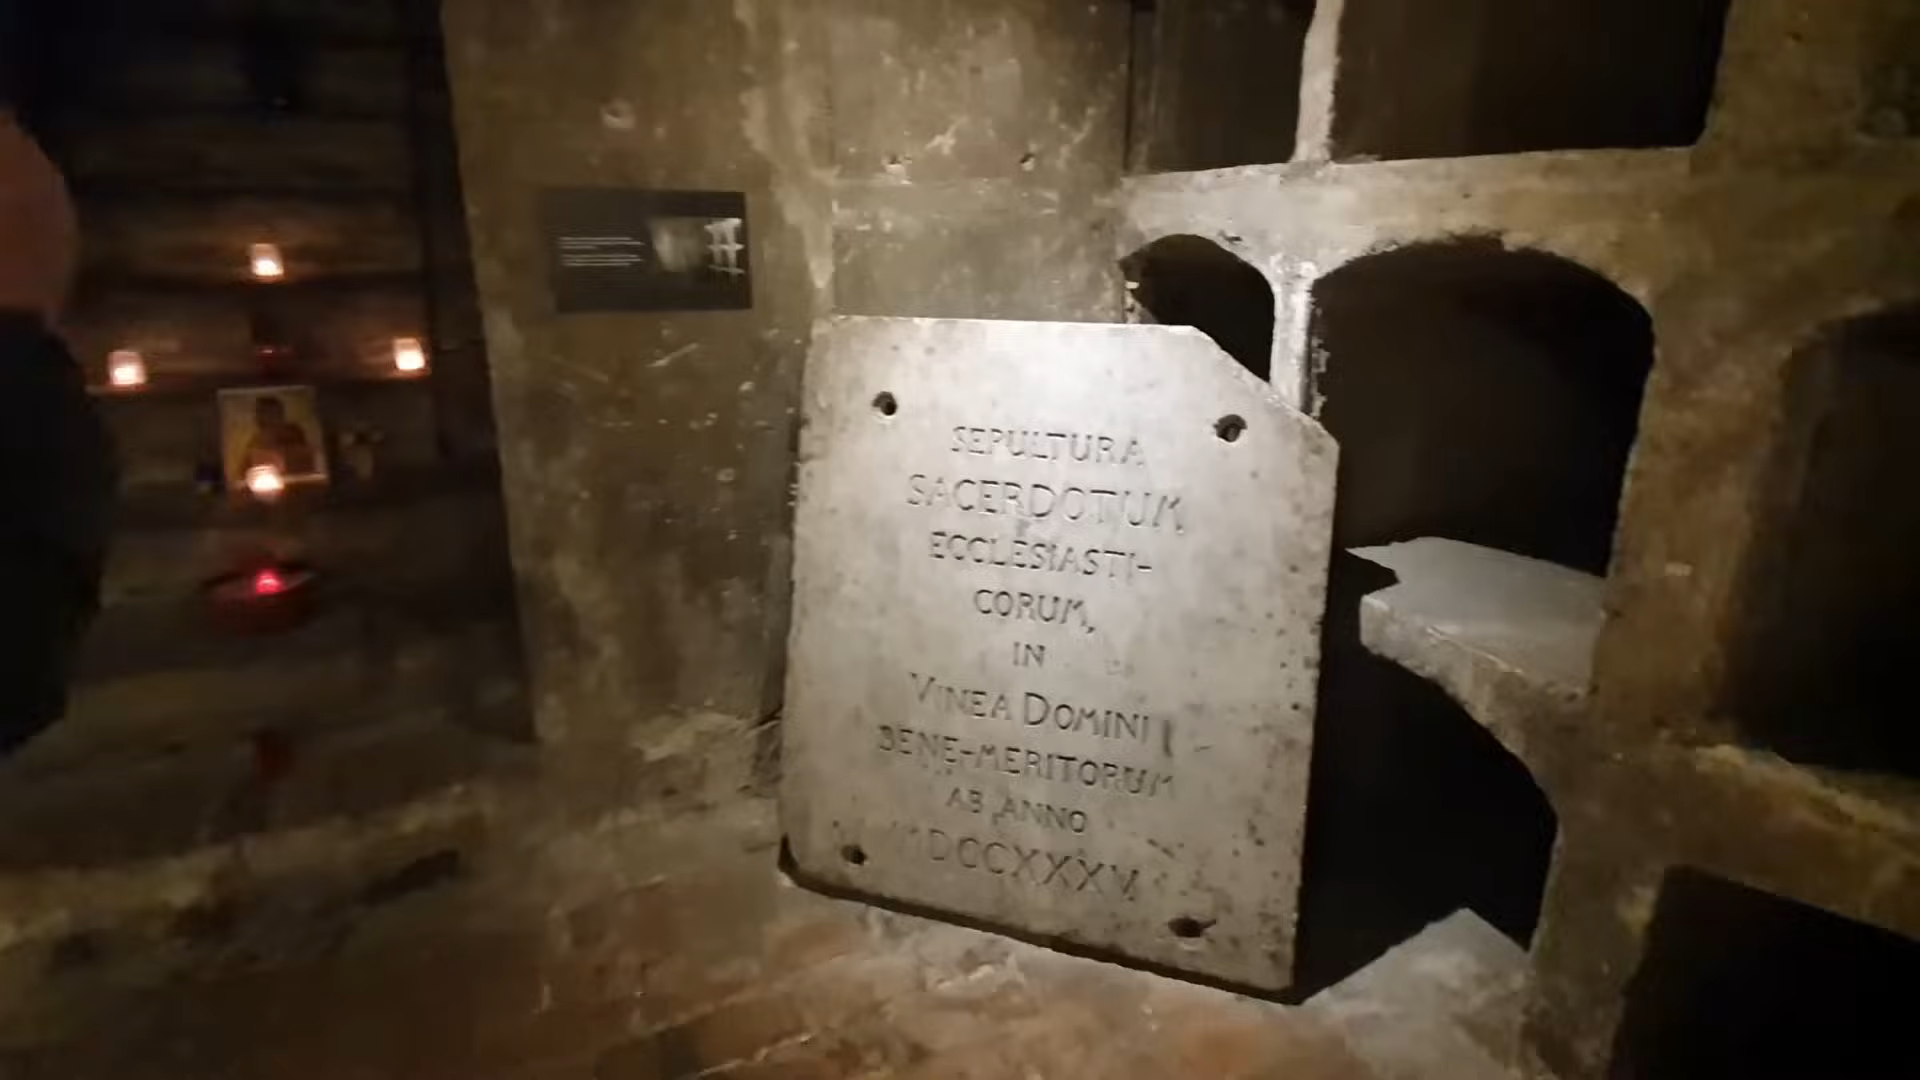 SEPULTURA
SACERDOTUM
ECCLESIASTI-
CORUM,
IN
VINEA DOMINI
BENE-MERITORUM
AB ANNO
MDCCXXXV.